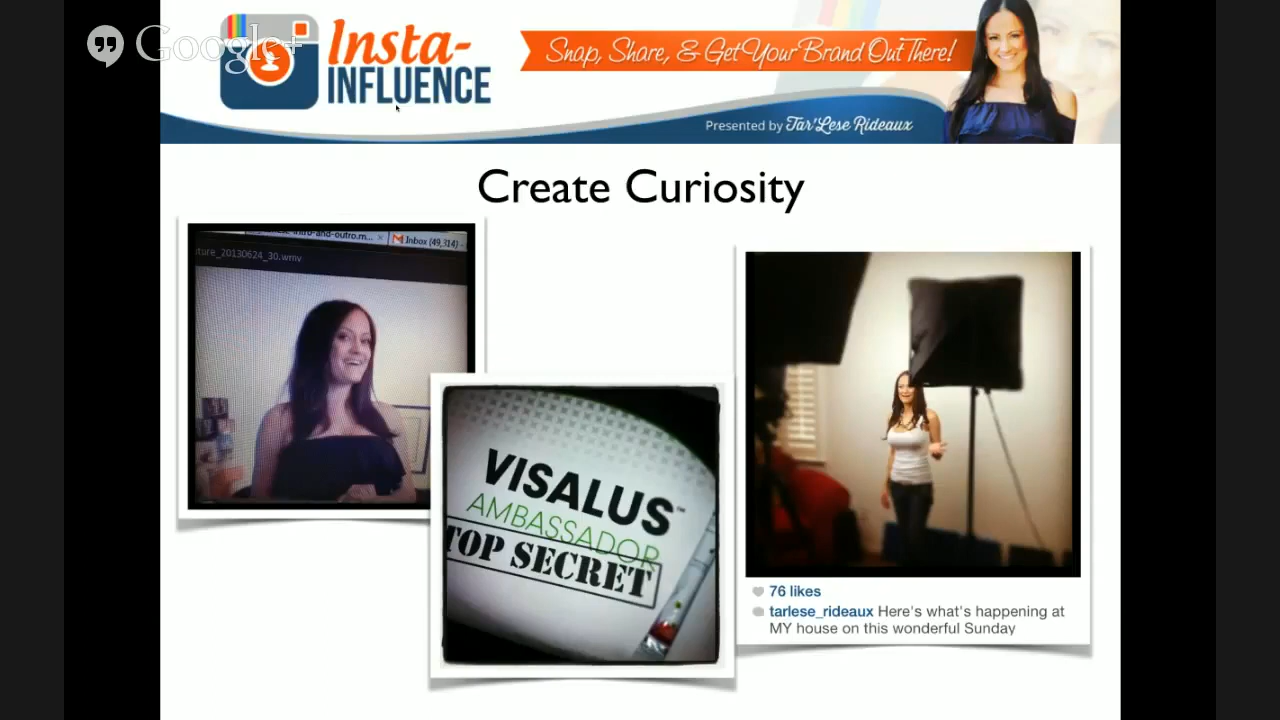 Google+
Insta-
INFLUENCE
Snap, Share, & Get Your Brand Out There!
Presented by Tar'Lese Rideaux
Create Curiosity
intro-and-outro.m...
Inbox (49,314) -
ture_20130624_30.wmv
VISALUS™
AMBASSADOR
TOP SECRET
76 likes
tarlese_rideaux Here's what's happening at
MY house on this wonderful Sunday